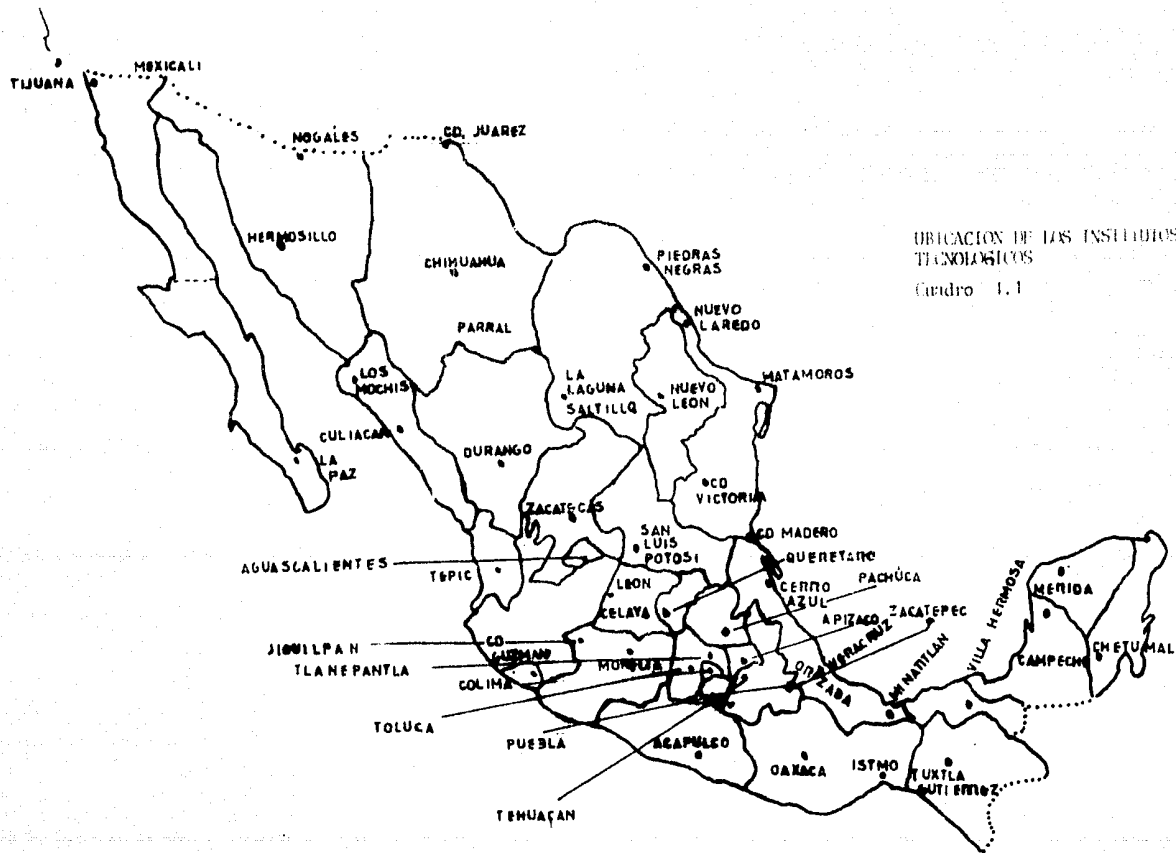 MEXICALI
TIJUANA
NOGALES
CD. JUAREZ
HERMOSILLO
CHIHUAHUA
PIEDRAS
NEGRAS
UBICACION DE LOS INSTITUTOS
TECNOLOGICOS
Cuadro 4.1
NUEVO
LAREDO
PARRAL
LOS
MOCHIS
LA
LAGUNA
SALTILLO
NUEVO
LEON
MATAMOROS
CULIACAN
LA
PAZ
DURANGO
CD
VICTORIA
ZACATECAS
SAN
LUIS
POTOSI
CD MADERO
QUERETARO
AGUASCALIENTES
TEPIC
LEON
CELAYA
CERRO
AZUL
PACHUCA
APIZACO
ZACATEPEC
VILLA HERMOSA
MERIDA
CAMPECHE
CHETUMAL
JIQUILPAN
CD
GUZMAN
TLANEPANTLA
COLIMA
MORELIA
VERACRUZ
ORIZABA
MINATITLAN
TOLUCA
PUEBLA
ACAPULCO
OAXACA
ISTMO
TUXTLA
GUTIERREZ
TEHUACAN